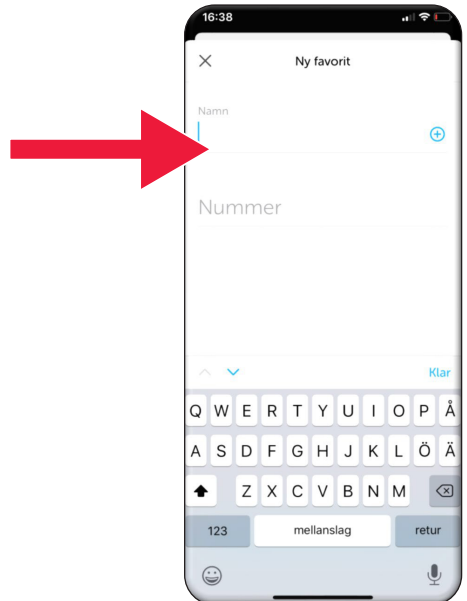 16:38
Ny favorit
Namn
Nummer
Klar
Q W E R T Y U I O P Å
A S D F G H J K L Ö Ä
Z X C V B N M
123 mellanslag retur